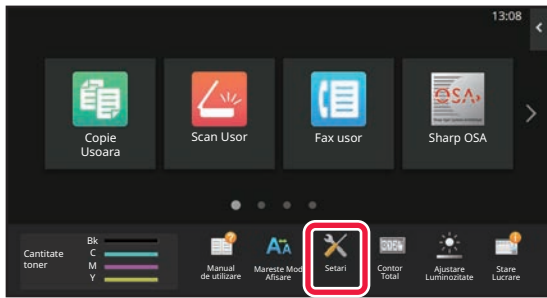 13:08
Copie
Usoara
Scan Usor
Fax usor
Sharp OSA
OSA
Cantitate
toner
Bk
C
M
Y
Manual
de utilizare
Mareste Mod
Afisare
Setari
Contor
Total
Ajustare
Luminozitate
Stare
Lucrare